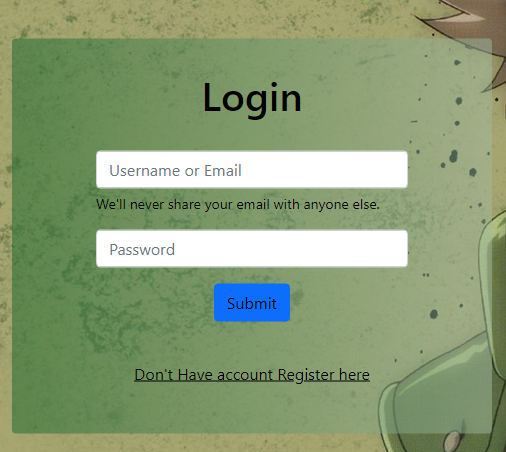 Login
Username or Email
We'll never share your email with anyone else.
Password
Submit
Don't Have account Register here